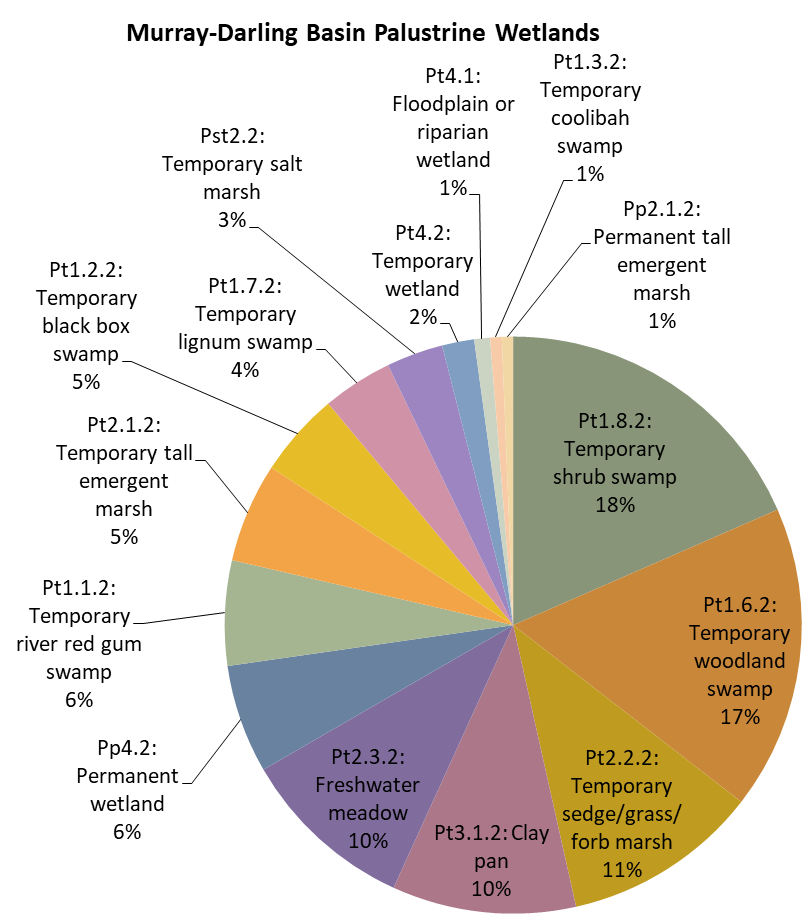 Murray-Darling Basin Palustrine Wetlands
Pt1.8.2:
Temporary
shrub swamp
18%
Pt1.6.2:
Temporary
woodland
swamp
17%
Pt2.2.2:
Temporary
sedge/grass/
forb marsh
11%
Pt3.1.2: Clay
pan
10%
Pt2.3.2:
Freshwater
meadow
10%
Pp4.2:
Permanent
wetland
6%
Pt1.1.2:
Temporary
river red gum
swamp
6%
Pt2.1.2:
Temporary tall
emergent
marsh
5%
Pt1.2.2:
Temporary
black box
swamp
5%
Pt1.7.2:
Temporary
lignum swamp
4%
Pst2.2:
Temporary salt
marsh
3%
Pt4.2:
Temporary
wetland
2%
Pt4.1:
Floodplain or
riparian
wetland
1%
Pt1.3.2:
Temporary
coolibah
swamp
1%
Pp2.1.2:
Permanent tall
emergent
marsh
1%